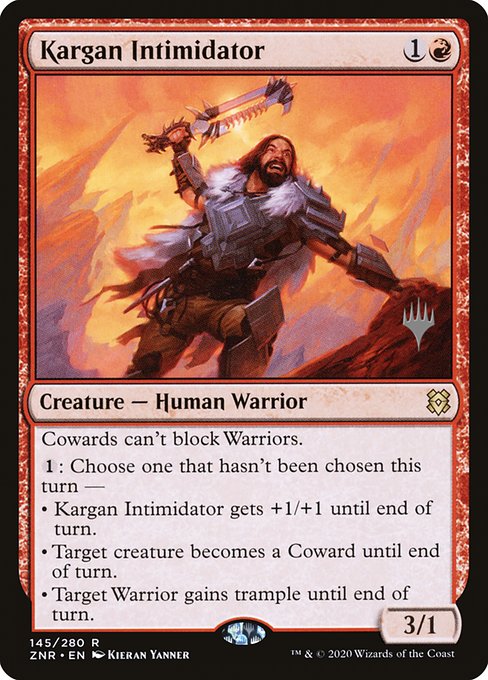 Kargan Intimidator 1
Creature — Human Warrior
Cowards can't block Warriors.
1: Choose one that hasn't been chosen this
turn —
• Kargan Intimidator gets +1/+1 until end of
turn.
• Target creature becomes a Coward until end
of turn.
• Target Warrior gains trample until end of
turn.
3/1
145/280 R
ZNR • EN Kieran Yanner
™ & © 2020 Wizards of the Coast